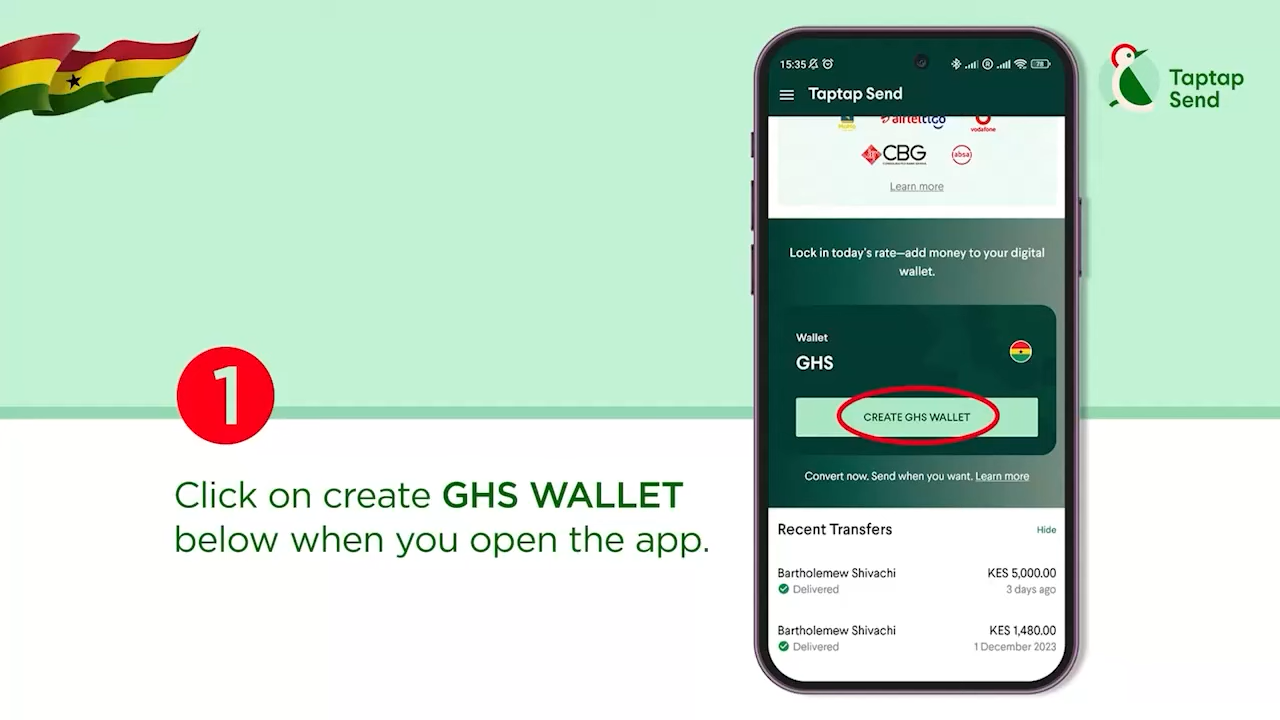 1
Click on create GHS WALLET
below when you open the app.
15:35
78
Taptap Send
airteltigo
vodafone
CBG
absa
Learn more
Lock in today's rate—add money to your digital
wallet.
Wallet
GHS
CREATE GHS WALLET
Convert now. Send when you want. Learn more
Recent Transfers
Hide
Bartholemew Shivachi
KES 5,000.00
Delivered
3 days ago
Bartholemew Shivachi
KES 1,480.00
Delivered
1 December 2023
Taptap
Send